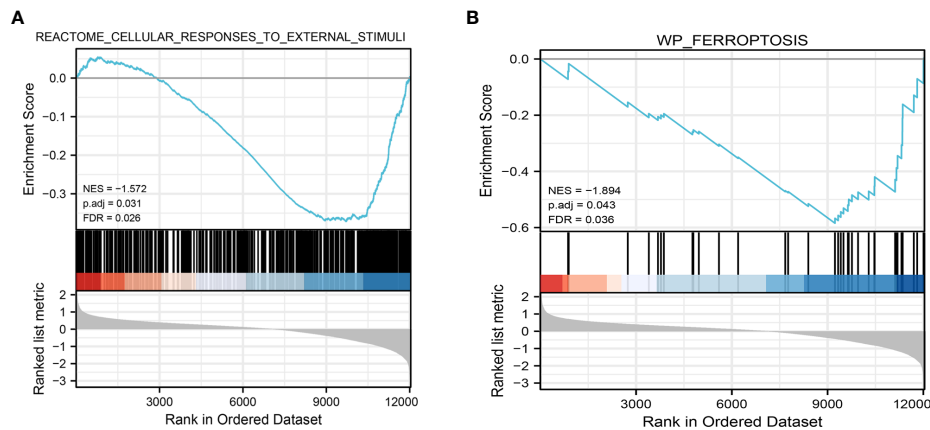 A
REACTOME_CELLULAR_RESPONSES_TO_EXTERNAL_STIMULI
Enrichment Score
0.0
−0.1
−0.2
−0.3
NES = −1.572
p.adj = 0.031
FDR = 0.026
Ranked list metric
2
1
0
−1
−2
−3
3000 6000 9000 12000
Rank in Ordered Dataset
B
WP_FERROPTOSIS
Enrichment Score
0.0
−0.2
−0.4
−0.6
NES = −1.894
p.adj = 0.043
FDR = 0.036
Ranked list metric
2
1
0
−1
−2
−3
3000 6000 9000 12000
Rank in Ordered Dataset